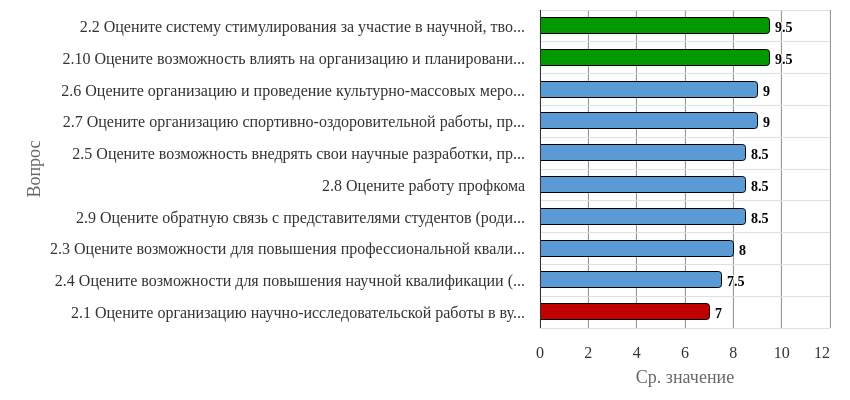 2.2 Оцените систему стимулирования за участие в научной, тво... 9.5
2.10 Оцените возможность влиять на организацию и планировани... 9.5
2.6 Оцените организацию и проведение культурно-массовых меро... 9
2.7 Оцените организацию спортивно-оздоровительной работы, пр... 9
2.5 Оцените возможность внедрять свои научные разработки, пр... 8.5
2.8 Оцените работу профкома 8.5
2.9 Оцените обратную связь с представителями студентов (роди... 8.5
2.3 Оцените возможности для повышения профессиональной квали... 8
2.4 Оцените возможности для повышения научной квалификации (... 7.5
2.1 Оцените организацию научно-исследовательской работы в ву... 7
Вопрос
0 2 4 6 8 10 12
Ср. значение